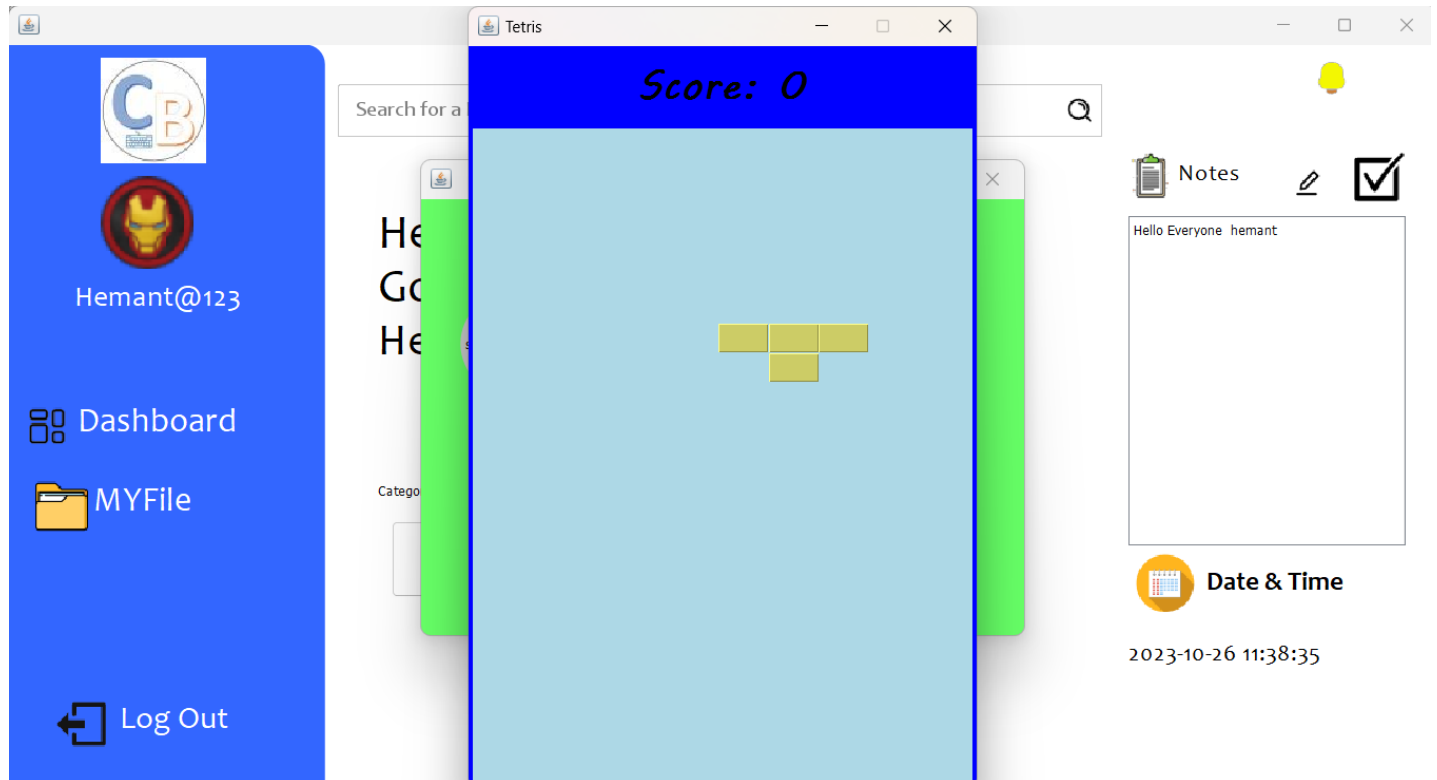 Tetris
Score: 0
CB
Hemant@123
Dashboard
MYFile
Log Out
Search for a
He
Go
He
Catego
Notes
Hello Everyone hemant
Date & Time
2023-10-26 11:38:35